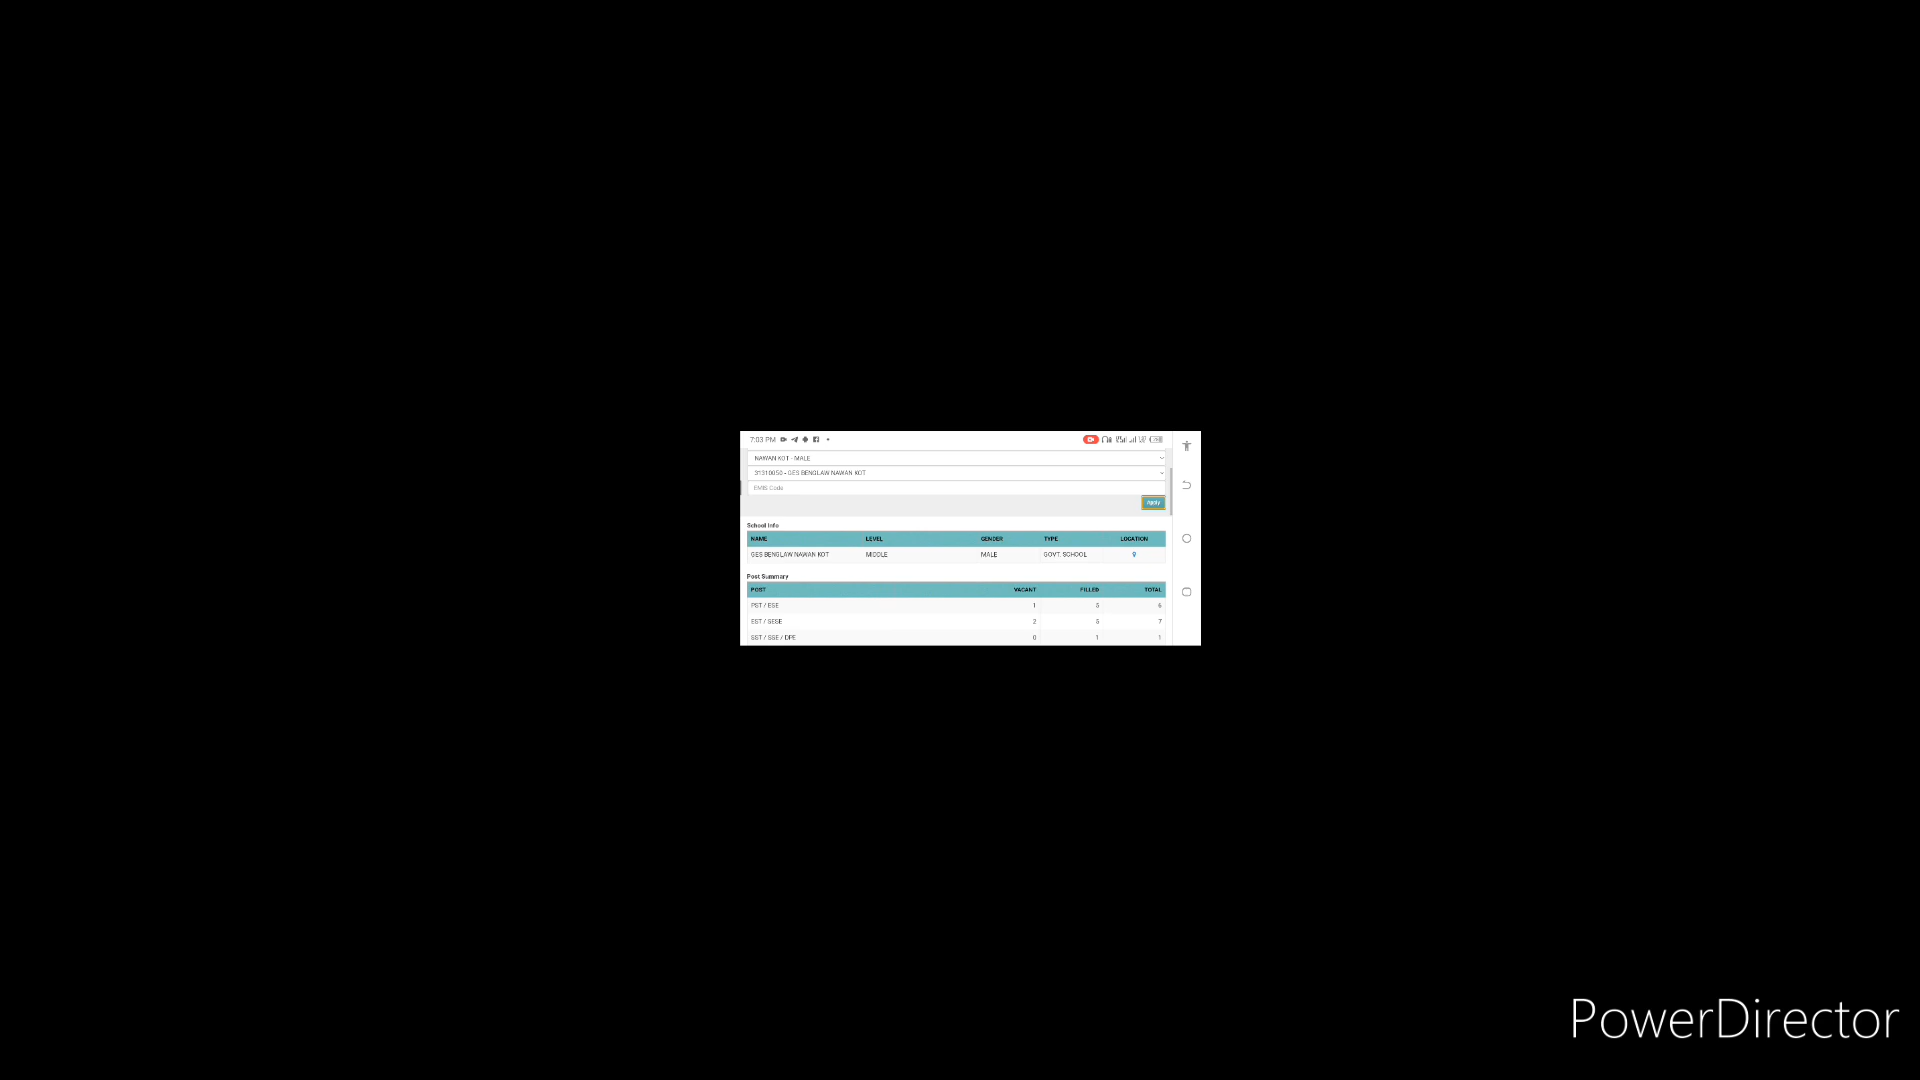 7:03 PM
NAWAN KOT - MALE
31310050 - GES BENGLAW NAWAN KOT
EMIS Code
Apply
School Info
NAME LEVEL GENDER TYPE LOCATION
GES BENGLAW NAWAN KOT MIDDLE MALE GOVT. SCHOOL
Post Summary
POST VACANT FILLED TOTAL
PST / ESE 1 5 6
EST / SESE 2 5 7
SST / SSE / DPE 0 1 1
PowerDirector